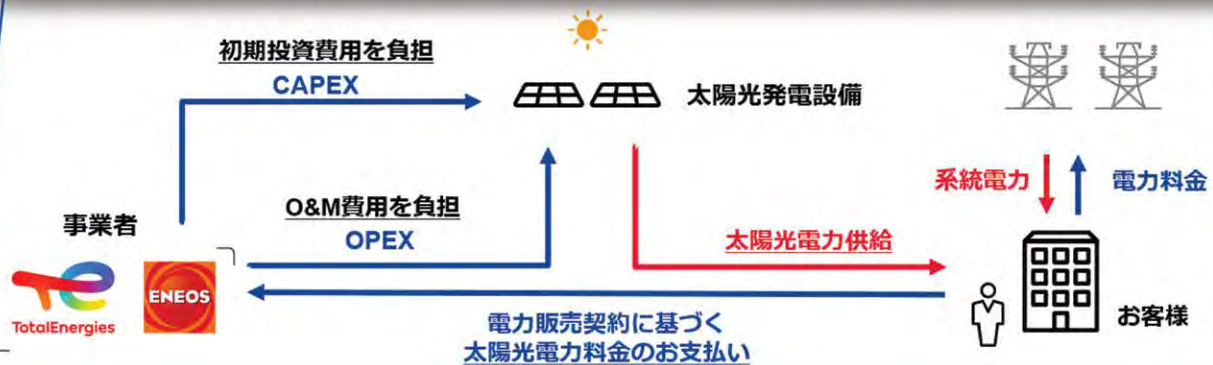 初期投資費用を負担
CAPEX
太陽光発電設備
系統電力
電力料金
O&M費用を負担
OPEX
事業者
太陽光電力供給
TotalEnergies
ENEOS
お客様
電力販売契約に基づく
太陽光電力料金のお支払い